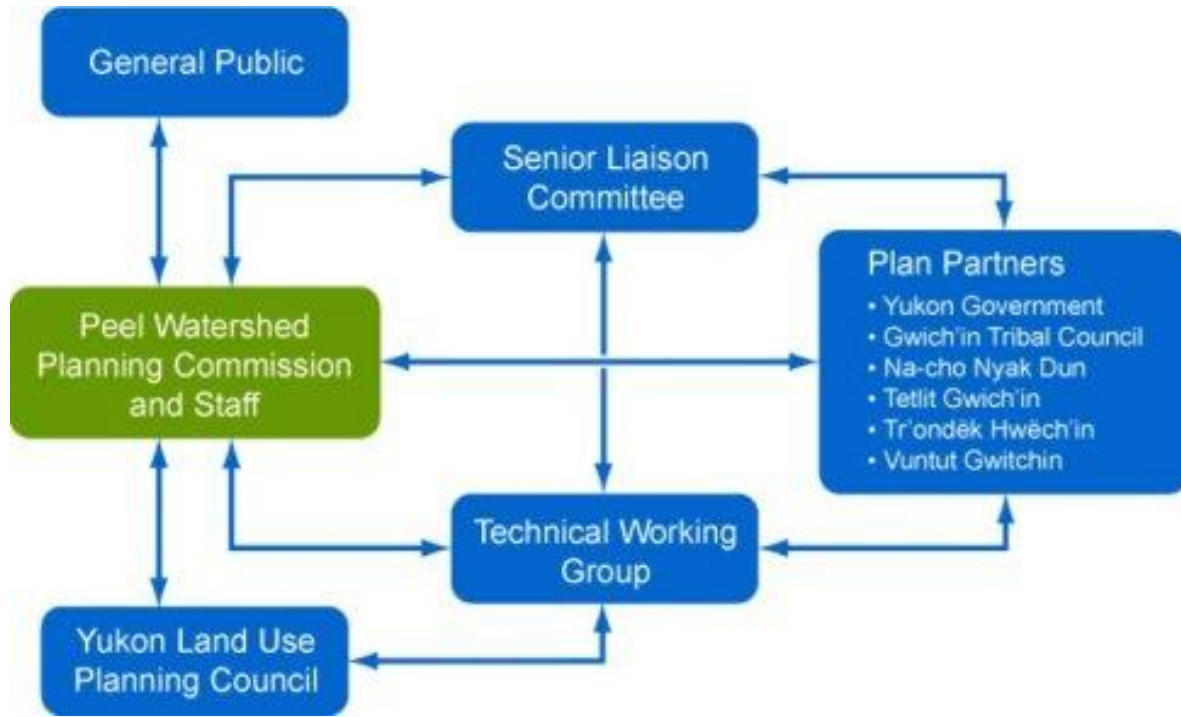 General Public
Senior Liaison
Committee
Peel Watershed
Planning Commission
and Staff
Plan Partners
• Yukon Government
• Gwich'in Tribal Council
• Na-cho Nyak Dun
• Tetlit Gwich'in
• Tr'ondëk Hwëch'in
• Vuntut Gwitchin
Technical Working
Group
Yukon Land Use
Planning Council